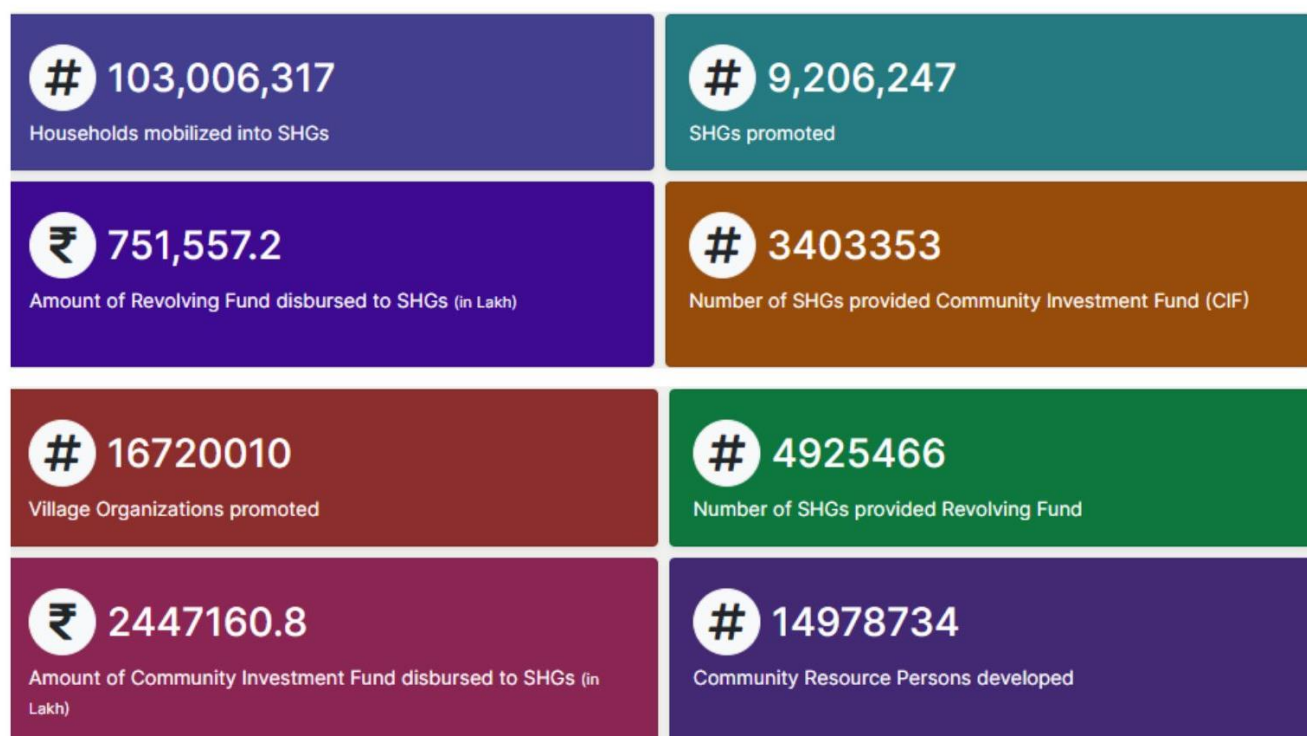 # 103,006,317
Households mobilized into SHGs
# 9,206,247
SHGs promoted
₹ 751,557.2
Amount of Revolving Fund disbursed to SHGs (in Lakh)
# 3403353
Number of SHGs provided Community Investment Fund (CIF)
# 16720010
Village Organizations promoted
# 4925466
Number of SHGs provided Revolving Fund
₹ 2447160.8
Amount of Community Investment Fund disbursed to SHGs (in
Lakh)
# 14978734
Community Resource Persons developed